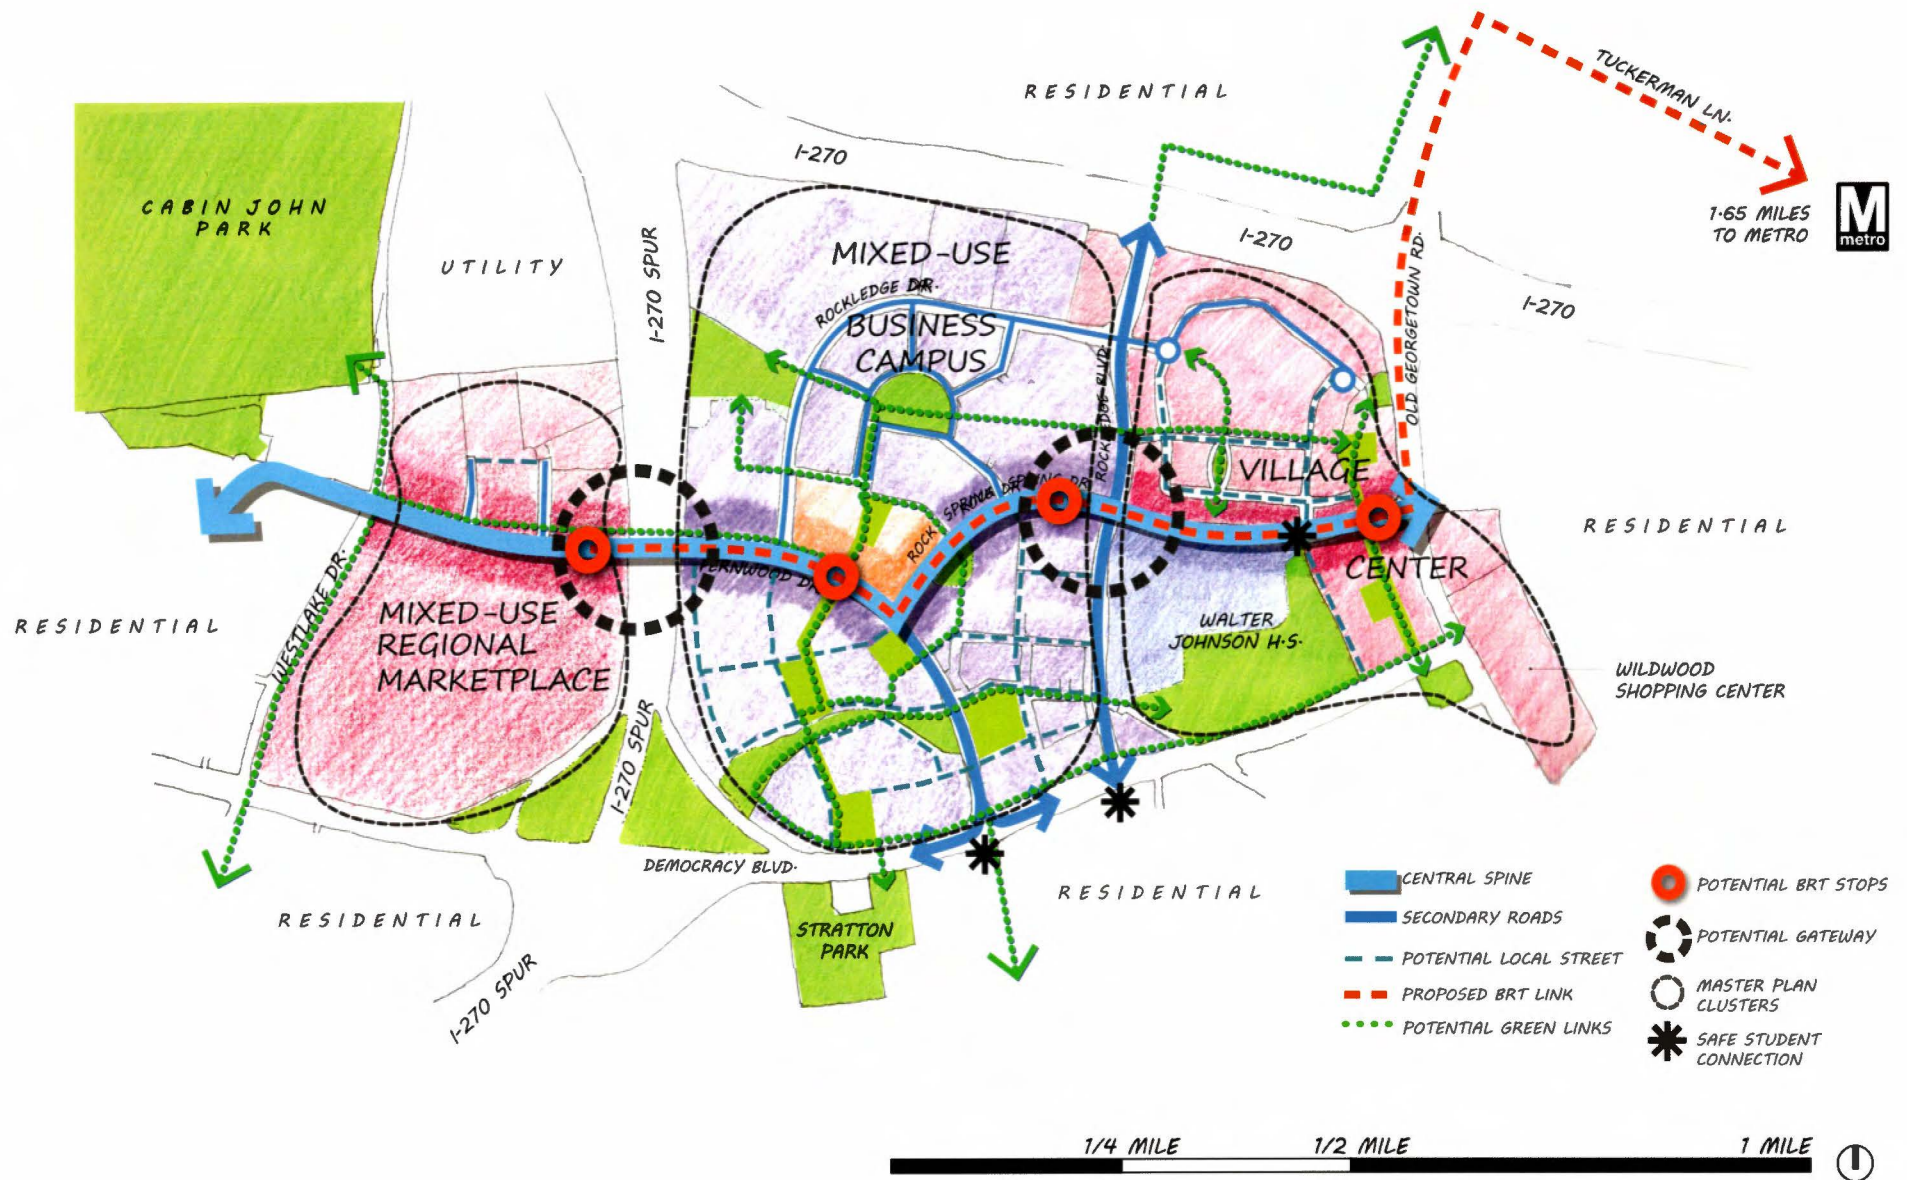 RESIDENTIAL
TUCKERMAN LN.
I-270
CABIN JOHN
PARK
UTILITY
I-270 SPUR
MIXED-USE
ROCKLEDGE DR.
BUSINESS
CAMPUS
I-270
OLD GEORGETOWN RD.
1.65 MILES
TO METRO
M
metro
I-270
ROCKLEDGE BLVD.
VILLAGE
ROCK SPRING DR.
RESIDENTIAL
FERNWOOD DR.
CENTER
WESTLAKE DR.
RESIDENTIAL
MIXED-USE
REGIONAL
MARKETPLACE
WALTER
JOHNSON H.S.
WILDWOOD
SHOPPING CENTER
I-270 SPUR
DEMOCRACY BLVD.
RESIDENTIAL
RESIDENTIAL
STRATTON
PARK
I-270 SPUR
CENTRAL SPINE
SECONDARY ROADS
POTENTIAL LOCAL STREET
PROPOSED BRT LINK
POTENTIAL GREEN LINKS
POTENTIAL BRT STOPS
POTENTIAL GATEWAY
MASTER PLAN
CLUSTERS
SAFE STUDENT
CONNECTION
1/4 MILE
1/2 MILE
1 MILE